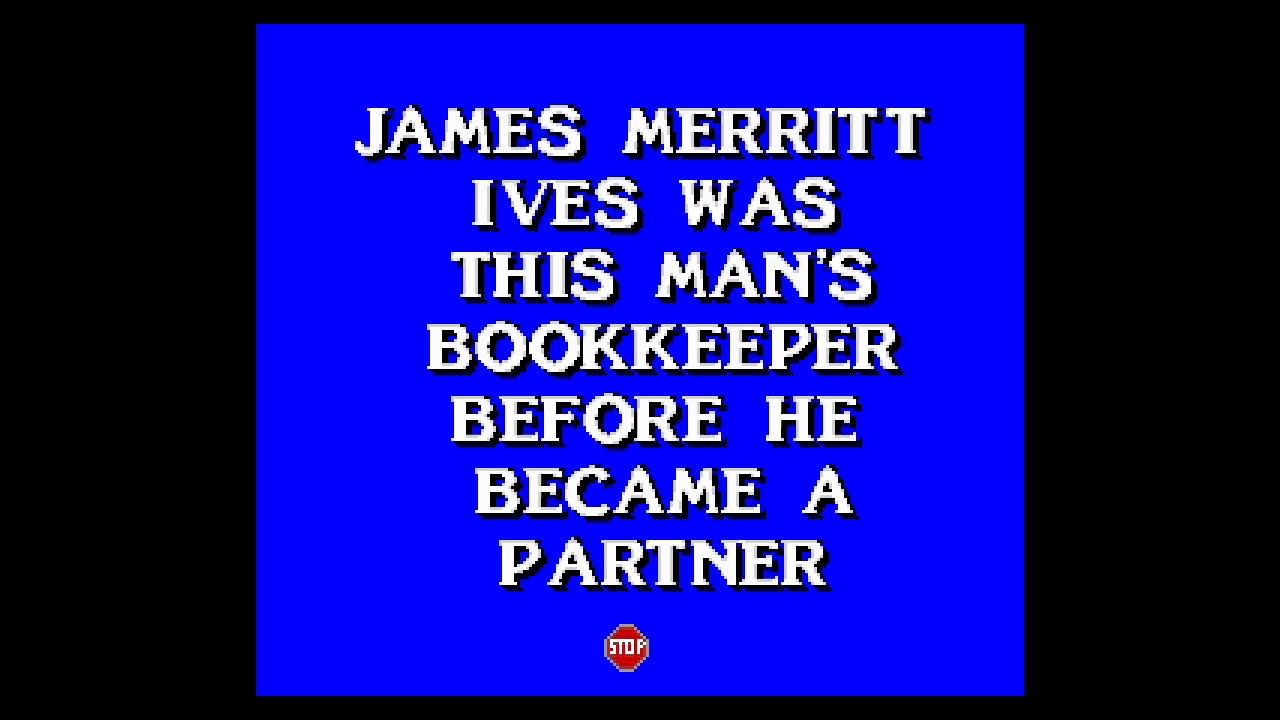 JAMES MERRITT
IVES WAS
THIS MAN'S
BOOKKEEPER
BEFORE HE
BECAME A
PARTNER
STOP